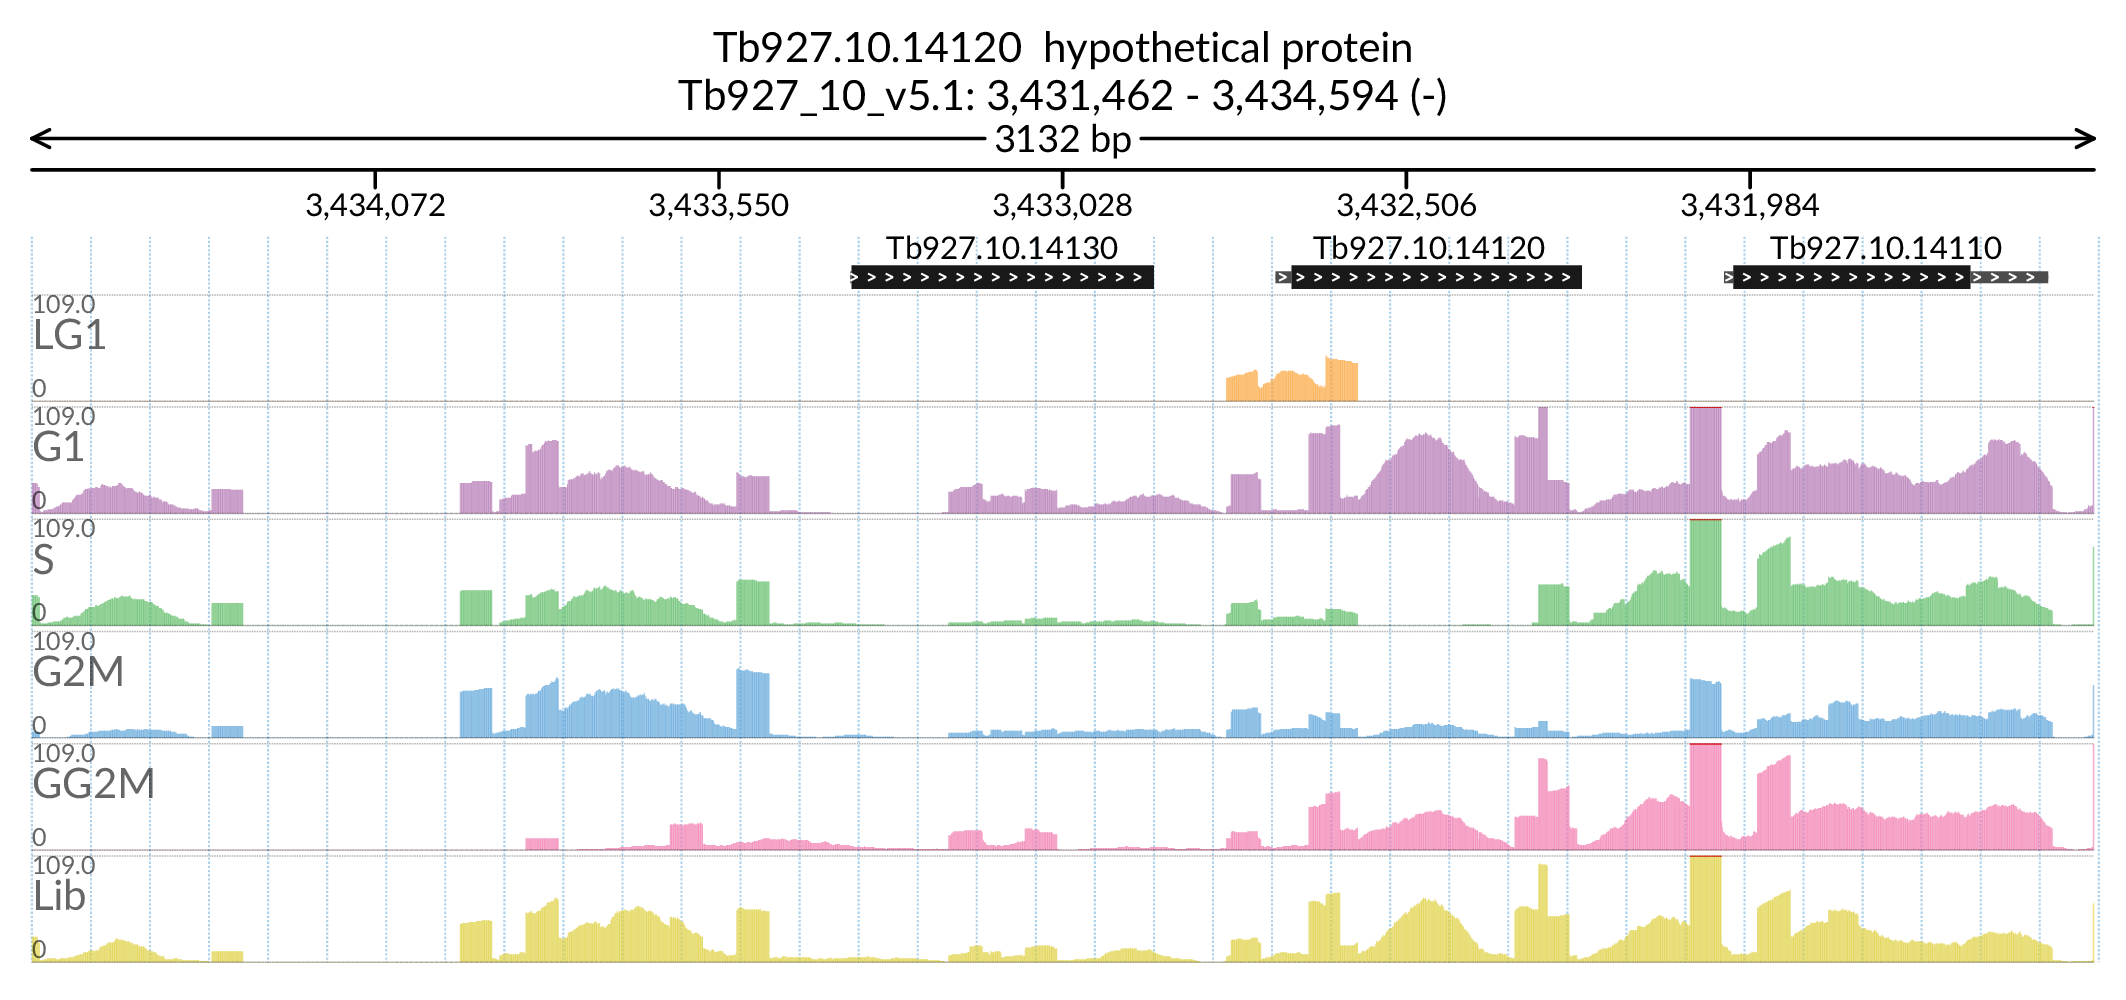 Tb927.10.14120  hypothetical protein
Tb927_10_v5.1: 3,431,462 - 3,434,594 (-)
3132 bp
3,434,072 3,433,550 3,433,028 3,432,506 3,431,984
Tb927.10.14130 Tb927.10.14120 Tb927.10.14110
109.0
LG1
0
109.0
G1
0
109.0
S
0
109.0
G2M
0
109.0
GG2M
0
109.0
Lib
0